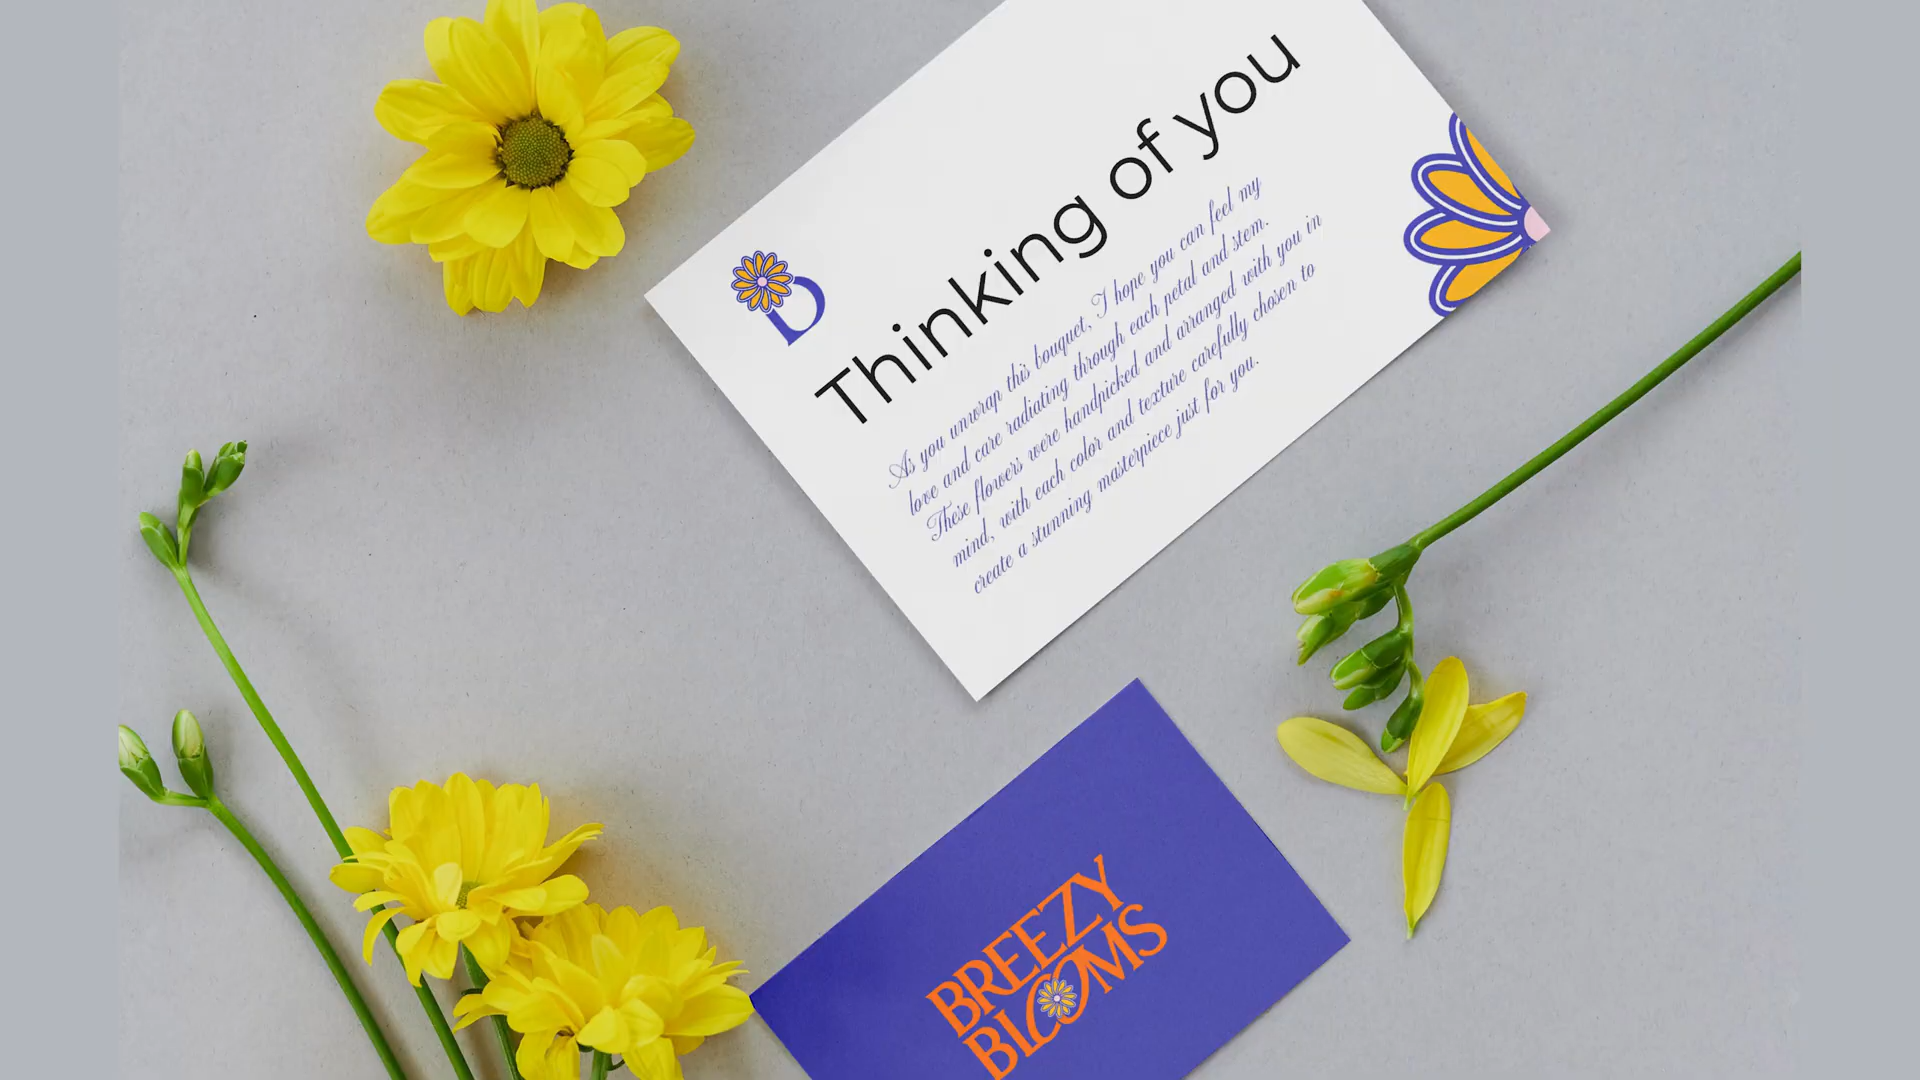 Thinking of you
As you unwrap this bouquet, I hope you can feel my
love and care radiating through each petal and stem.
These flowers were handpicked and arranged with you in
mind, with each color and texture carefully chosen to
create a stunning masterpiece just for you.
BREEZY
BLOOMS